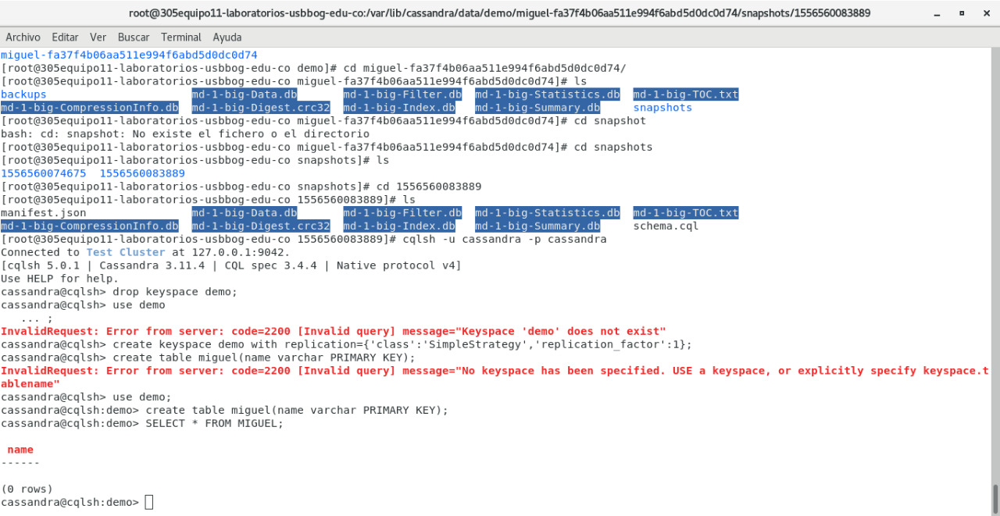 root@305equipo11-laboratorios-usbbog-edu-co:/var/lib/cassandra/data/demo/miguel-fa37f4b06aa511e994f6abd5d0dc0d74/snapshots/1556560083889
Archivo Editar Ver Buscar Terminal Ayuda
miguel-fa37f4b06aa511e994f6abd5d0dc0d74
[root@305equipo11-laboratorios-usbbog-edu-co demo]# cd miguel-fa37f4b06aa511e994f6abd5d0dc0d74/
[root@305equipo11-laboratorios-usbbog-edu-co miguel-fa37f4b06aa511e994f6abd5d0dc0d74]# ls
backups md-1-big-Data.db md-1-big-Filter.db md-1-big-Statistics.db md-1-big-TOC.txt
md-1-big-CompressionInfo.db md-1-big-Digest.crc32 md-1-big-Index.db md-1-big-Summary.db snapshots
[root@305equipo11-laboratorios-usbbog-edu-co miguel-fa37f4b06aa511e994f6abd5d0dc0d74]# cd snapshot
bash: cd: snapshot: No existe el fichero o el directorio
[root@305equipo11-laboratorios-usbbog-edu-co miguel-fa37f4b06aa511e994f6abd5d0dc0d74]# cd snapshots
[root@305equipo11-laboratorios-usbbog-edu-co snapshots]# ls
1556560074675 1556560083889
[root@305equipo11-laboratorios-usbbog-edu-co snapshots]# cd 1556560083889
[root@305equipo11-laboratorios-usbbog-edu-co 1556560083889]# ls
manifest.json md-1-big-Data.db md-1-big-Filter.db md-1-big-Statistics.db md-1-big-TOC.txt
md-1-big-CompressionInfo.db md-1-big-Digest.crc32 md-1-big-Index.db md-1-big-Summary.db schema.cql
[root@305equipo11-laboratorios-usbbog-edu-co 1556560083889]# cqlsh -u cassandra -p cassandra
Connected to Test Cluster at 127.0.0.1:9042.
[cqlsh 5.0.1 | Cassandra 3.11.4 | CQL spec 3.4.4 | Native protocol v4]
Use HELP for help.
cassandra@cqlsh> drop keyspace demo;
cassandra@cqlsh> use demo
... ;
InvalidRequest: Error from server: code=2200 [Invalid query] message="Keyspace 'demo' does not exist"
cassandra@cqlsh> create keyspace demo with replication={'class':'SimpleStrategy','replication_factor':1};
cassandra@cqlsh> create table miguel(name varchar PRIMARY KEY);
InvalidRequest: Error from server: code=2200 [Invalid query] message="No keyspace has been specified. USE a keyspace, or explicitly specify keyspace.t
ablename"
cassandra@cqlsh> use demo;
cassandra@cqlsh:demo> create table miguel(name varchar PRIMARY KEY);
cassandra@cqlsh:demo> SELECT * FROM MIGUEL;
name
------
(0 rows)
cassandra@cqlsh:demo>